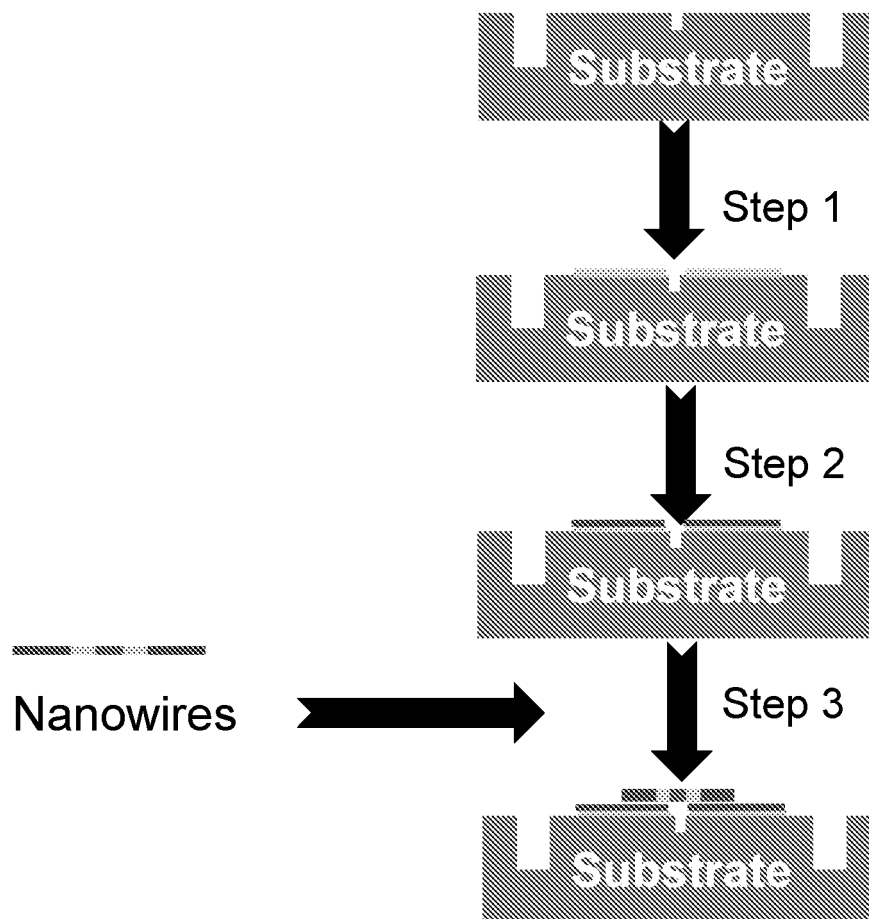 Substrate
Step 1
Substrate
Step 2
Substrate
Nanowires
Step 3
Substrate